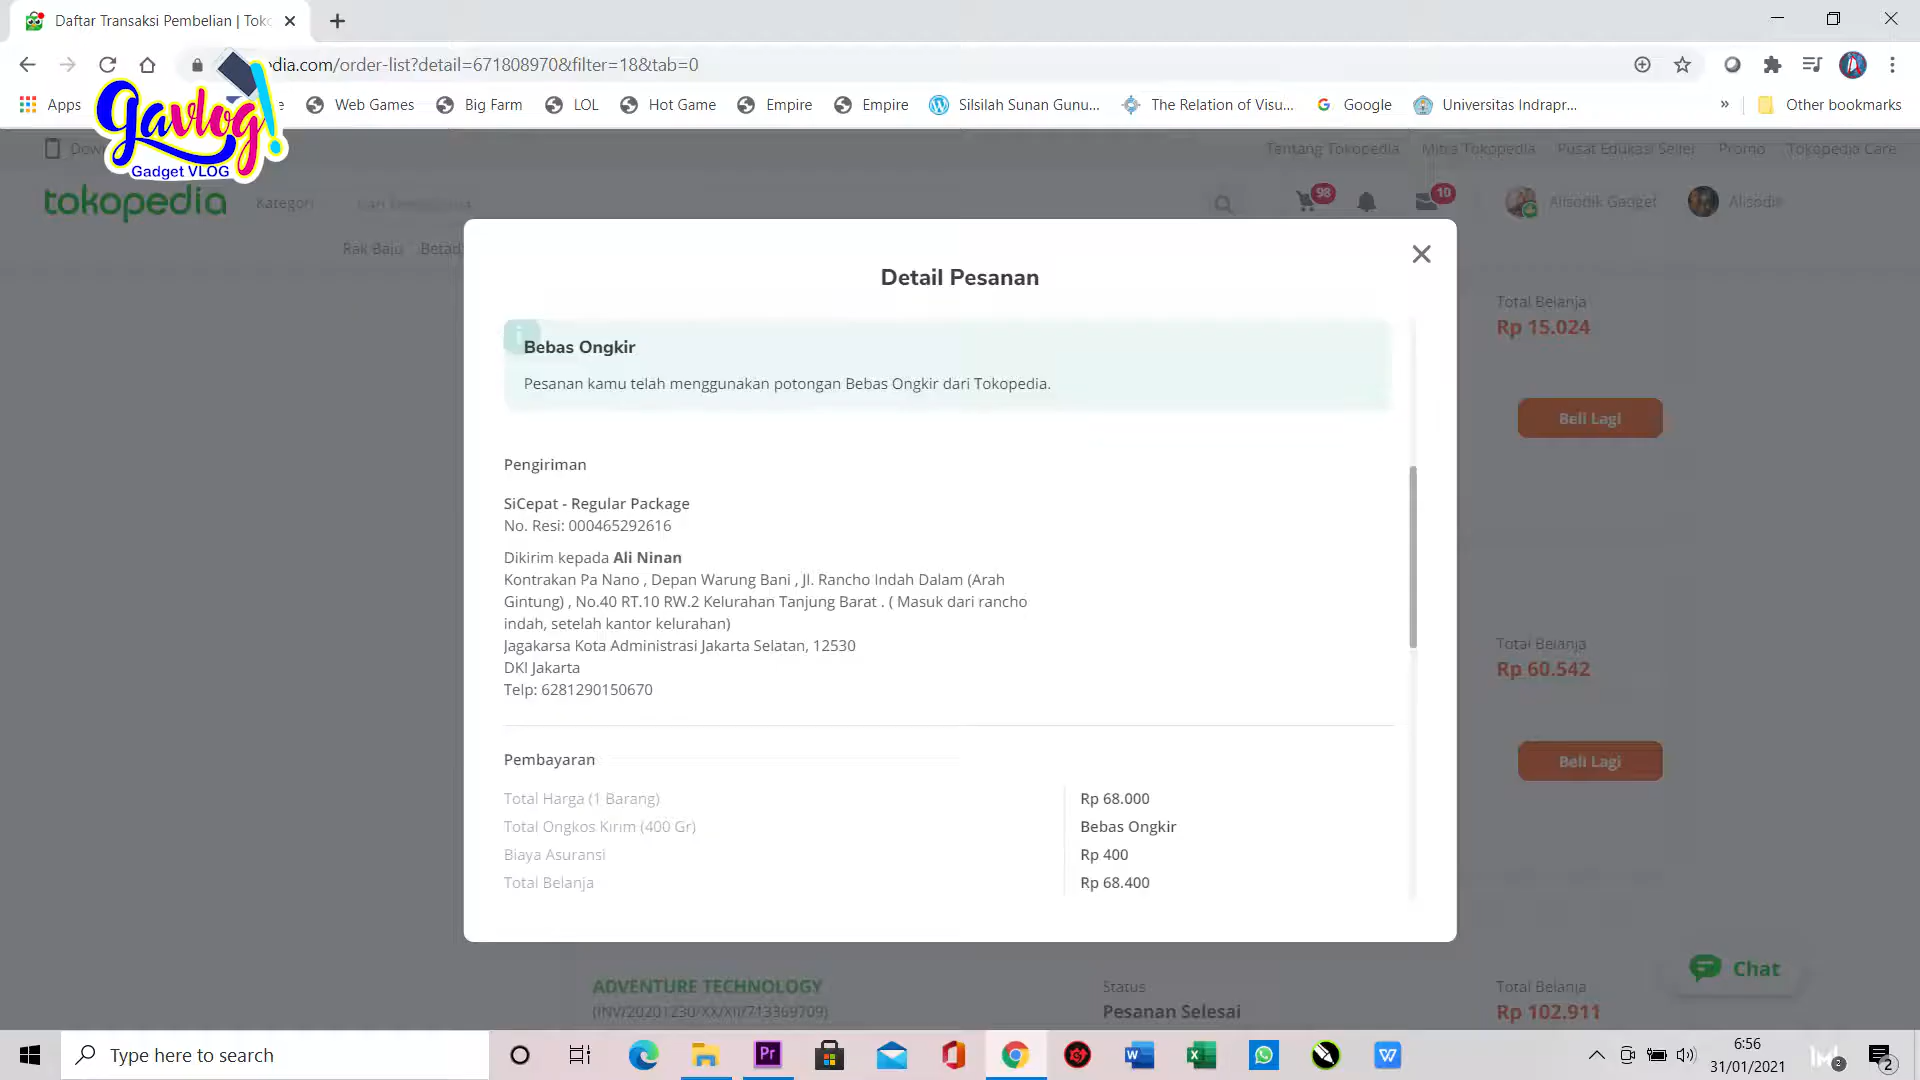 Daftar Transaksi Pembelian | Toko
dia.com/order-list?detail=671808970&filter=18&tab=0
Apps
Web Games
Big Farm
LOL
Hot Game
Empire
Empire
Silsilah Sunan Gunu...
The Relation of Visu...
Google
Universitas Indrapr...
»
Other bookmarks
gavlog!
Gadget VLOG
Tentang Tokopedia
Mitra Tokopedia
Pusat Edukasi Seller
Promo
Tokopedia Care
tokopedia
Kategori
98
10
Alisodik Gadget
Alisodik
Rak Baju
Detail Pesanan
Total Belanja
Rp 15.024
Bebas Ongkir
Pesanan kamu telah menggunakan potongan Bebas Ongkir dari Tokopedia.
Beli Lagi
Pengiriman
SiCepat - Regular Package
No. Resi: 000465292616
Dikirim kepada Ali Ninan
Kontrakan Pa Nano , Depan Warung Bani , Jl. Rancho Indah Dalam (Arah
Gintung) , No.40 RT.10 RW.2 Kelurahan Tanjung Barat . ( Masuk dari rancho
indah, setelah kantor kelurahan)
Jagakarsa Kota Administrasi Jakarta Selatan, 12530
DKI Jakarta
Telp: 6281290150670
Total Belanja
Rp 60.542
Beli Lagi
Pembayaran
Total Harga (1 Barang) Rp 68.000
Total Ongkos Kirim (400 Gr) Bebas Ongkir
Biaya Asuransi Rp 400
Total Belanja Rp 68.400
Chat
ADVENTURE TECHNOLOGY
(INV/20201230/XX/XII/713369709)
Status
Pesanan Selesai
Total Belanja
Rp 102.911
Type here to search
6:56
31/01/2021
2
2